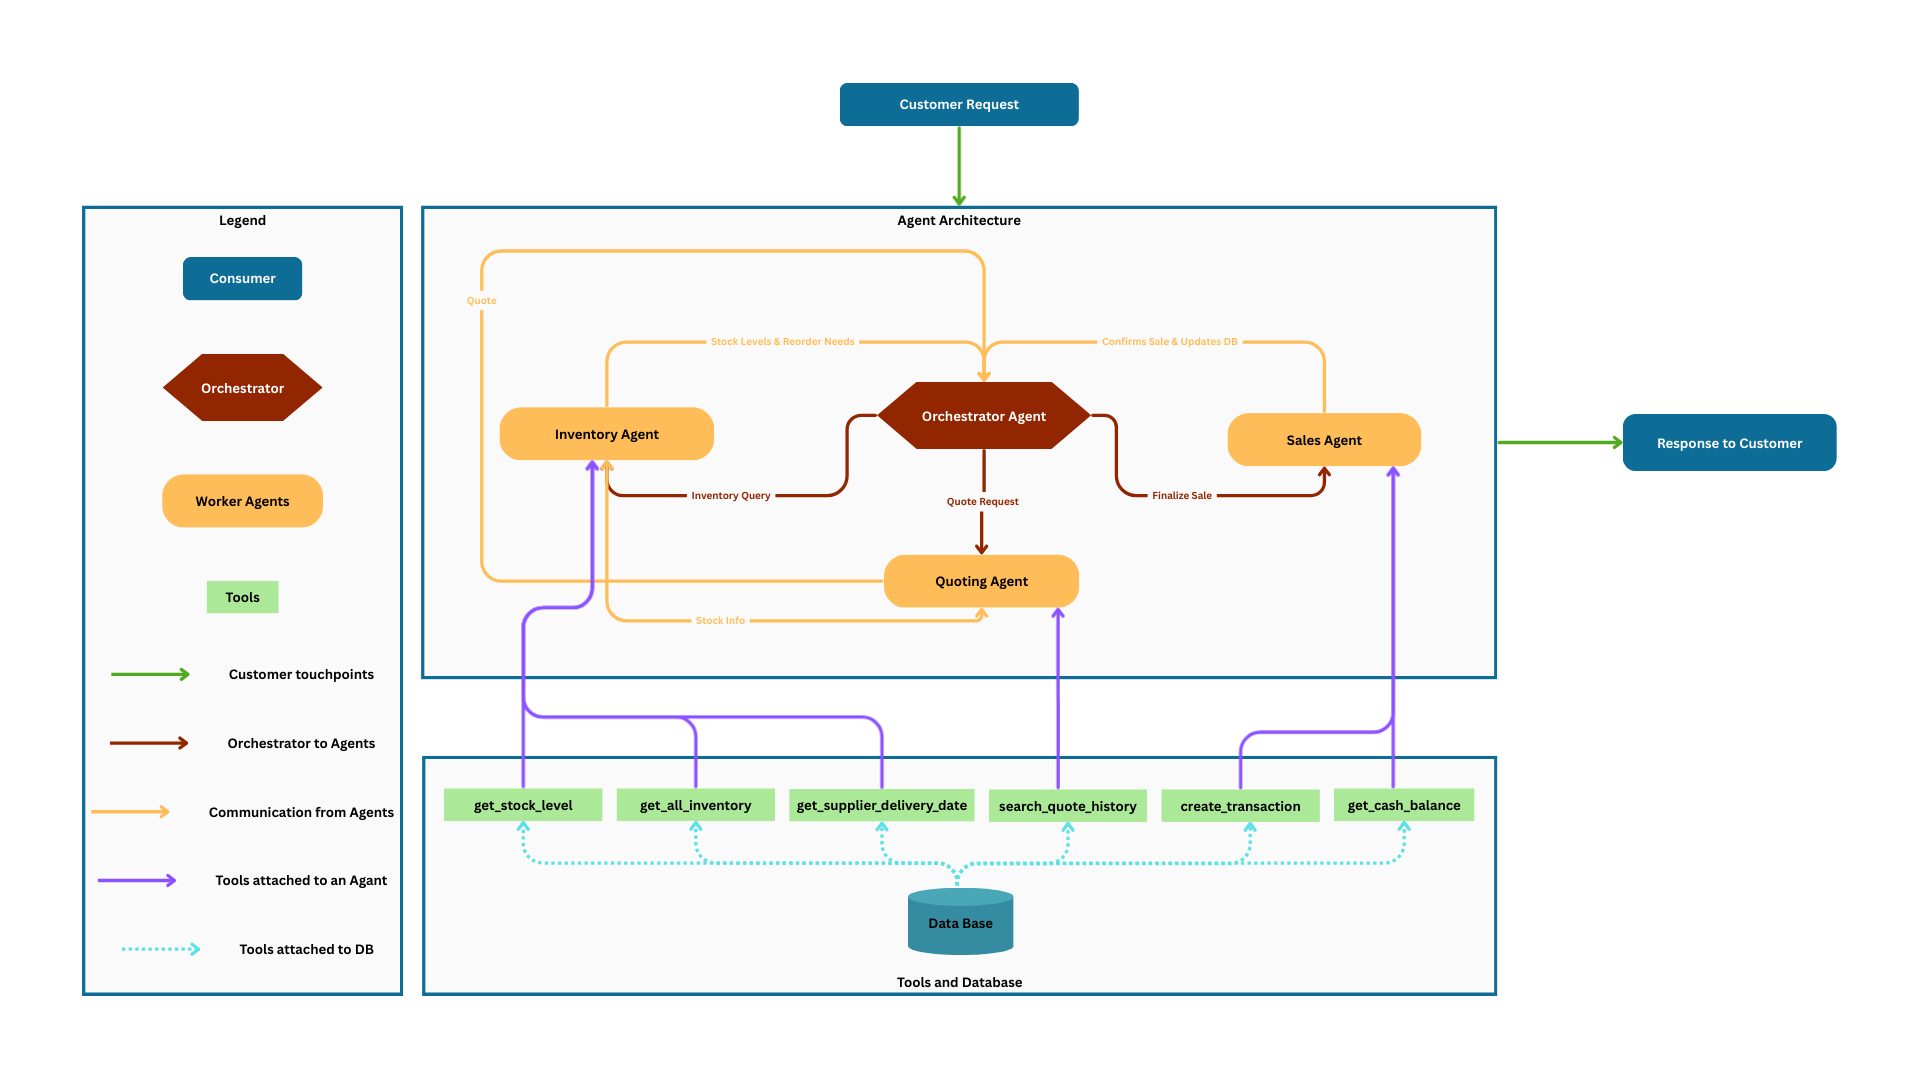 Customer Request
Legend
Consumer
Orchestrator
Worker Agents
Tools
Customer touchpoints
Orchestrator to Agents
Communication from Agents
Tools attached to an Agant
Tools attached to DB
Agent Architecture
Quote
Stock Levels & Reorder Needs
Confirms Sale & Updates DB
Orchestrator Agent
Inventory Agent
Sales Agent
Inventory Query
Quote Request
Finalize Sale
Quoting Agent
Stock Info
Response to Customer
get_stock_level
get_all_inventory
get_supplier_delivery_date
search_quote_history
create_transaction
get_cash_balance
Data Base
Tools and Database